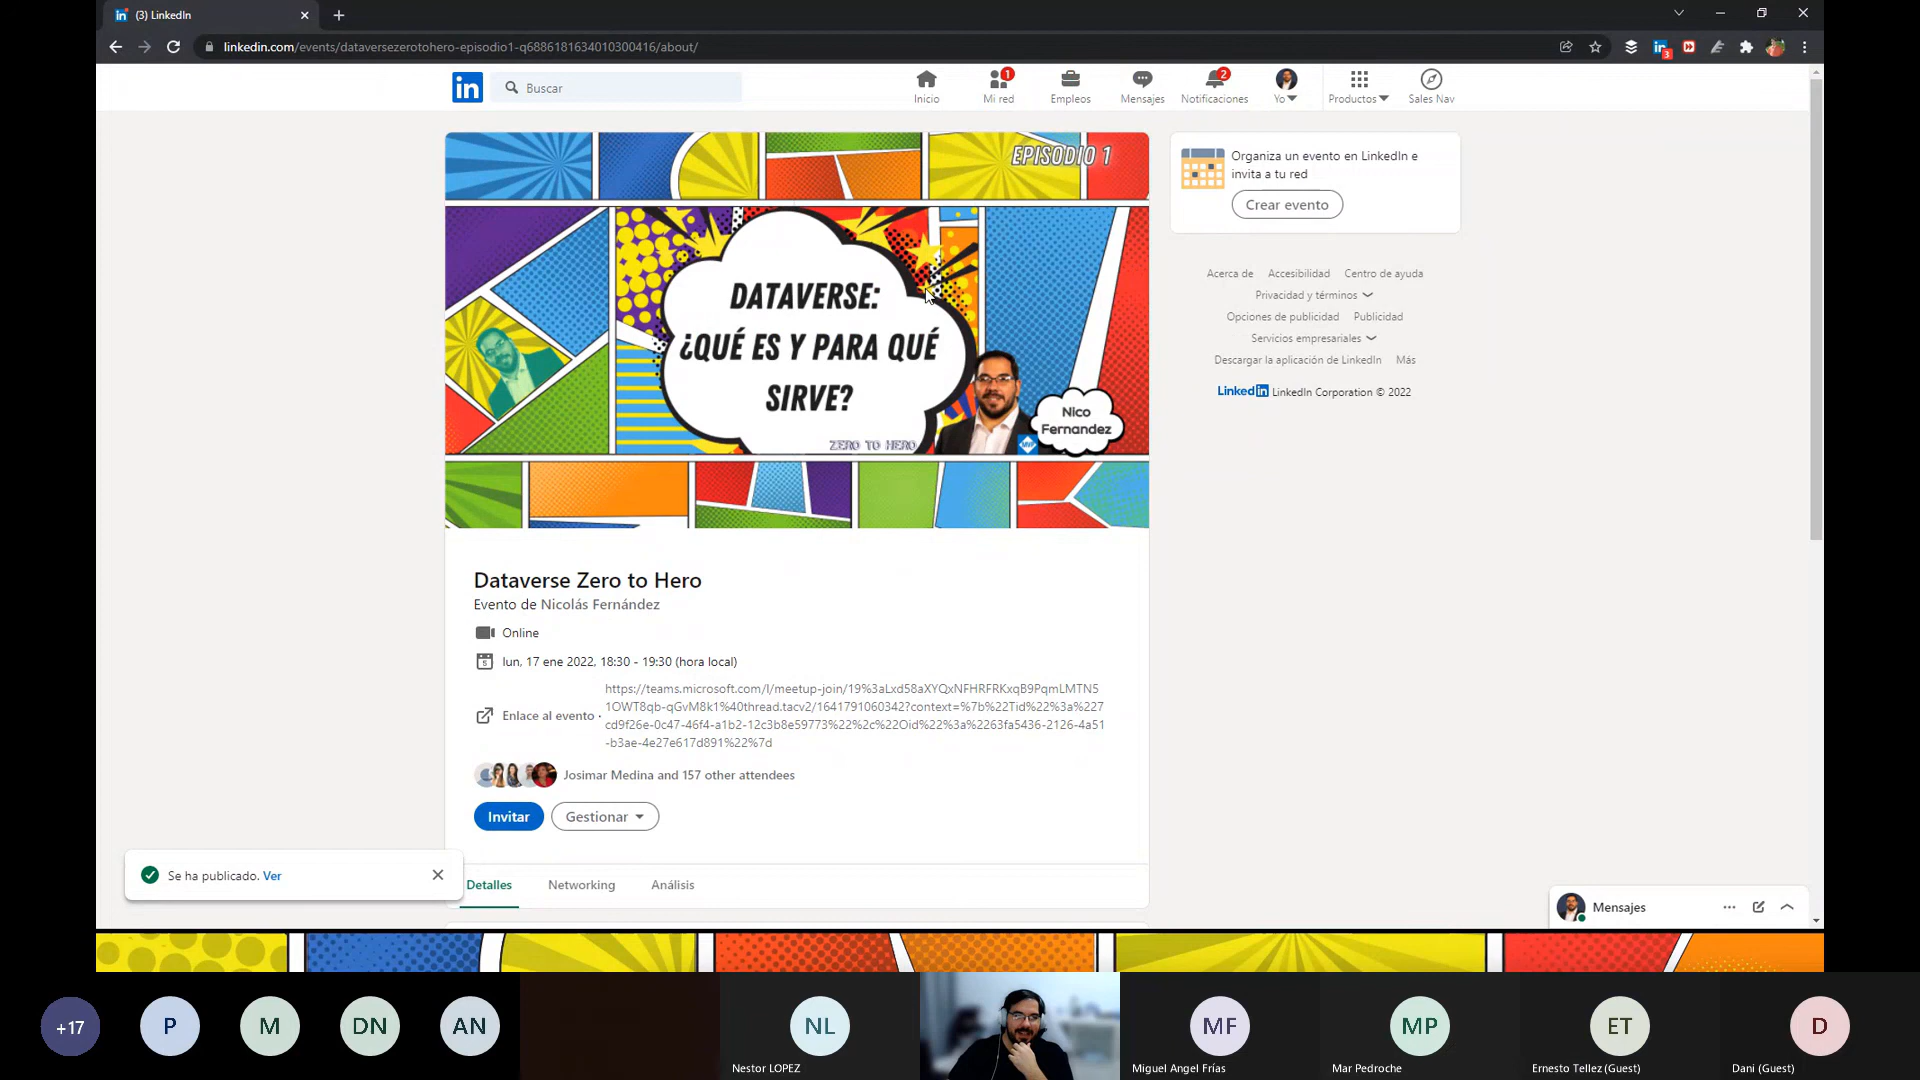 (3) LinkedIn
linkedin.com/events/dataversezerotohero-episodio1-q6886181634010300416/about/
3
in
Buscar
Inicio
1
Mi red
Empleos
Mensajes
2
Notificaciones
Yo
Productos
Sales Nav
EPISODIO 1
DATAVERSE:
¿QUÉ ES Y PARA QUÉ
SIRVE?
ZERO TO HERO
MVP
Nico
Fernandez
Organiza un evento en LinkedIn e
invita a tu red
Crear evento
Acerca de Accesibilidad Centro de ayuda
Privacidad y términos
Opciones de publicidad Publicidad
Servicios empresariales
Descargar la aplicación de LinkedIn Más
LinkedIn LinkedIn Corporation © 2022
Dataverse Zero to Hero
Evento de Nicolás Fernández
Online
lun, 17 ene 2022, 18:30 - 19:30 (hora local)
Enlace al evento ·
https://teams.microsoft.com/l/meetup-join/19%3aLxd58aXYQxNFHRFRKxqB9PqmLMTN5
1OWT8qb-qGvM8k1%40thread.tacv2/1641791060342?context=%7b%22Tid%22%3a%227
cd9f26e-0c47-46f4-a1b2-12c3b8e59773%22%2c%22Oid%22%3a%2263fa5436-2126-4a51
-b3ae-4e27e617d891%22%7d
Josimar Medina and 157 other attendees
Invitar
Gestionar
Se ha publicado. Ver
Detalles
Networking
Análisis
Mensajes
+17
P
M
DN
AN
NL
Nestor LOPEZ
MF
Miguel Angel Frías
MP
Mar Pedroche
ET
Ernesto Tellez (Guest)
D
Dani (Guest)